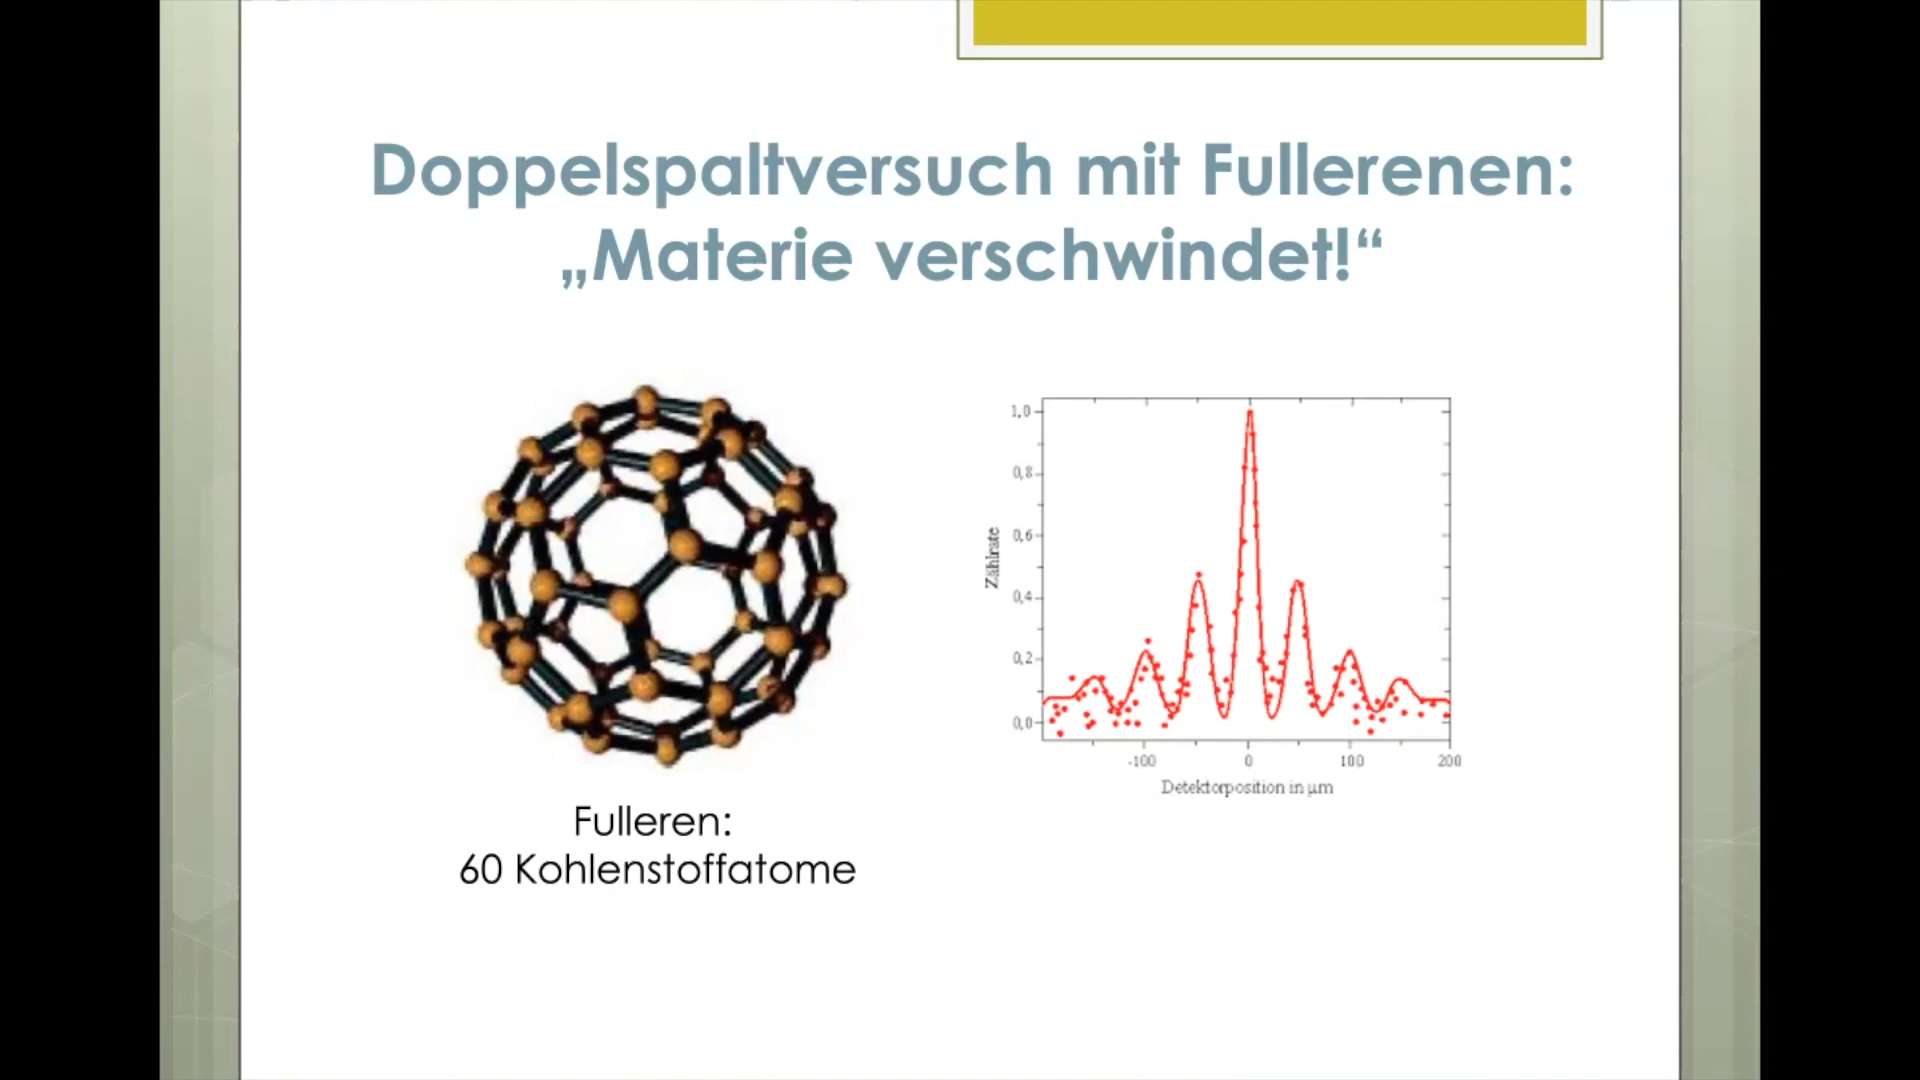 Doppelspaltversuch mit Fullerenen:
„Materie verschwindet!“
1,0
0,8
0,6
0,4
0,2
0,0
Zählrate
-100
0
100
200
Detektorposition in µm
Fulleren:
60 Kohlenstoffatome